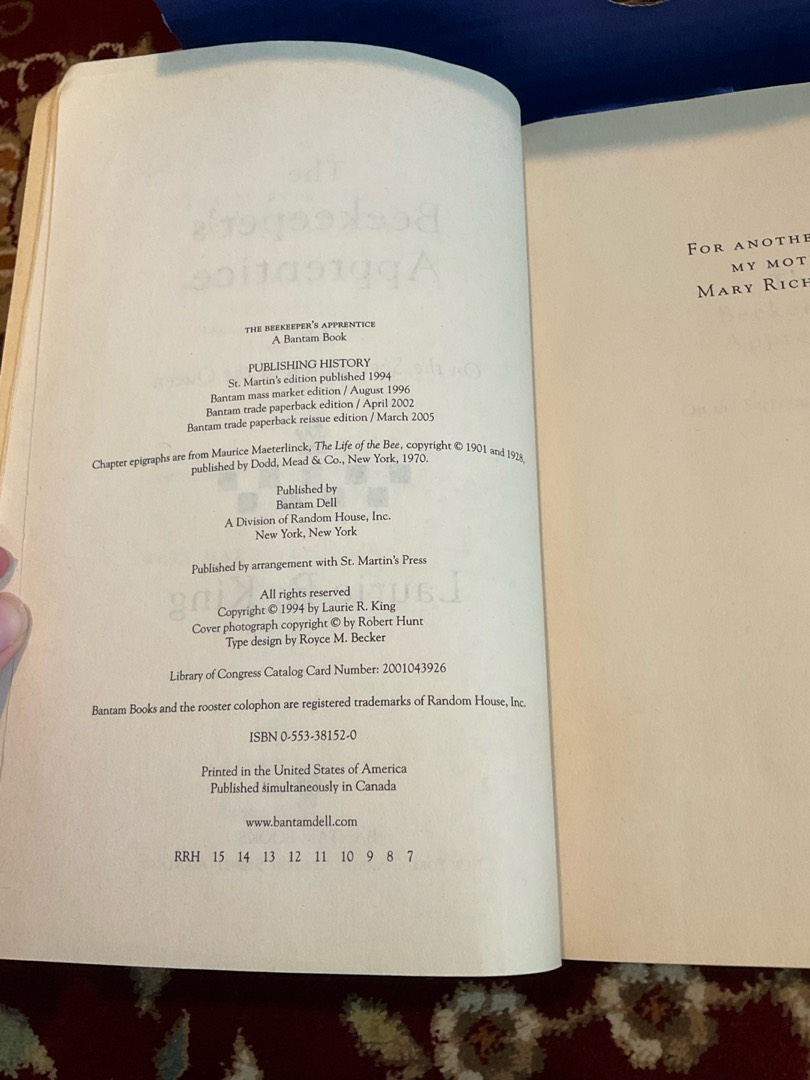 THE BEEKEEPER'S APPRENTICE
A Bantam Book
PUBLISHING HISTORY
St. Martin's edition published 1994
Bantam mass market edition / August 1996
Bantam trade paperback edition / April 2002
Bantam trade paperback reissue edition / March 2005
Chapter epigraphs are from Maurice Maeterlinck, The Life of the Bee, copyright © 1901 and 1928,
published by Dodd, Mead & Co., New York, 1970.
Published by
Bantam Dell
A Division of Random House, Inc.
New York, New York
Published by arrangement with St. Martin's Press
All rights reserved
Copyright © 1994 by Laurie R. King
Cover photograph copyright © by Robert Hunt
Type design by Royce M. Becker
Library of Congress Catalog Card Number: 2001043926
Bantam Books and the rooster colophon are registered trademarks of Random House, Inc.
ISBN 0-553-38152-0
Printed in the United States of America
Published simultaneously in Canada
www.bantamdell.com
RRH 15 14 13 12 11 10 9 8 7
FOR ANOTHE
MY MOT
MARY RICH